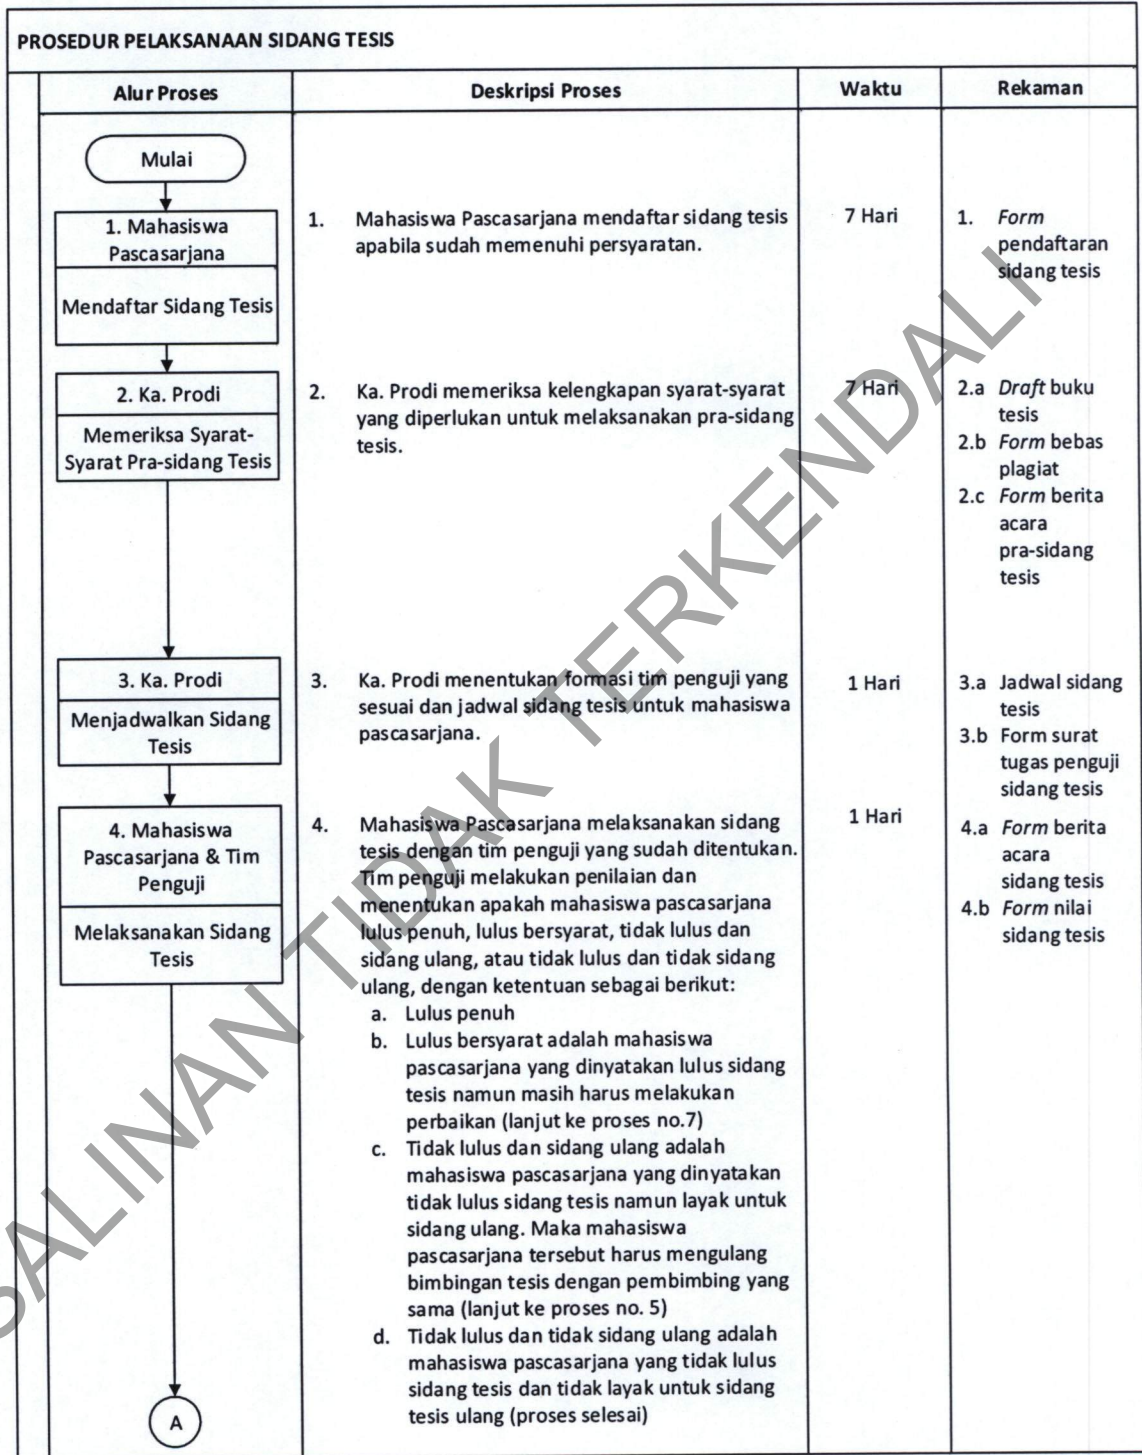 PROSEDUR PELAKSANAAN SIDANG TESIS
Alur Proses
Deskripsi Proses
Waktu
Rekaman
Mulai
1. Mahasiswa
Pascasarjana
Mendaftar Sidang Tesis
1. Mahasiswa Pascasarjana mendaftar sidang tesis
apabila sudah memenuhi persyaratan.
7 Hari
1. Form
pendaftaran
sidang tesis
2. Ka. Prodi
Memeriksa Syarat-
Syarat Pra-sidang Tesis
2. Ka. Prodi memeriksa kelengkapan syarat-syarat
yang diperlukan untuk melaksanakan pra-sidang
tesis.
7 Hari
2.a Draft buku
tesis
2.b Form bebas
plagiat
2.c Form berita
acara
pra-sidang
tesis
3. Ka. Prodi
Menjadwalkan Sidang
Tesis
3. Ka. Prodi menentukan formasi tim penguji yang
sesuai dan jadwal sidang tesis untuk mahasiswa
pascasarjana.
1 Hari
3.a Jadwal sidang
tesis
3.b Form surat
tugas penguji
sidang tesis
4. Mahasiswa
Pascasarjana & Tim
Penguji
Melaksanakan Sidang
Tesis
4. Mahasiswa Pascasarjana melaksanakan sidang
tesis dengan tim penguji yang sudah ditentukan.
Tim penguji melakukan penilaian dan
menentukan apakah mahasiswa pascasarjana
lulus penuh, lulus bersyarat, tidak lulus dan
sidang ulang, atau tidak lulus dan tidak sidang
ulang, dengan ketentuan sebagai berikut:
a. Lulus penuh
b. Lulus bersyarat adalah mahasiswa
pascasarjana yang dinyatakan lulus sidang
tesis namun masih harus melakukan
perbaikan (lanjut ke proses no.7)
c. Tidak lulus dan sidang ulang adalah
mahasiswa pascasarjana yang dinyatakan
tidak lulus sidang tesis namun layak untuk
sidang ulang. Maka mahasiswa
pascasarjana tersebut harus mengulang
bimbingan tesis dengan pembimbing yang
sama (lanjut ke proses no. 5)
d. Tidak lulus dan tidak sidang ulang adalah
mahasiswa pascasarjana yang tidak lulus
sidang tesis dan tidak layak untuk sidang
tesis ulang (proses selesai)
1 Hari
4.a Form berita
acara
sidang tesis
4.b Form nilai
sidang tesis
A
SALINAN TIDAK TERKENDALI